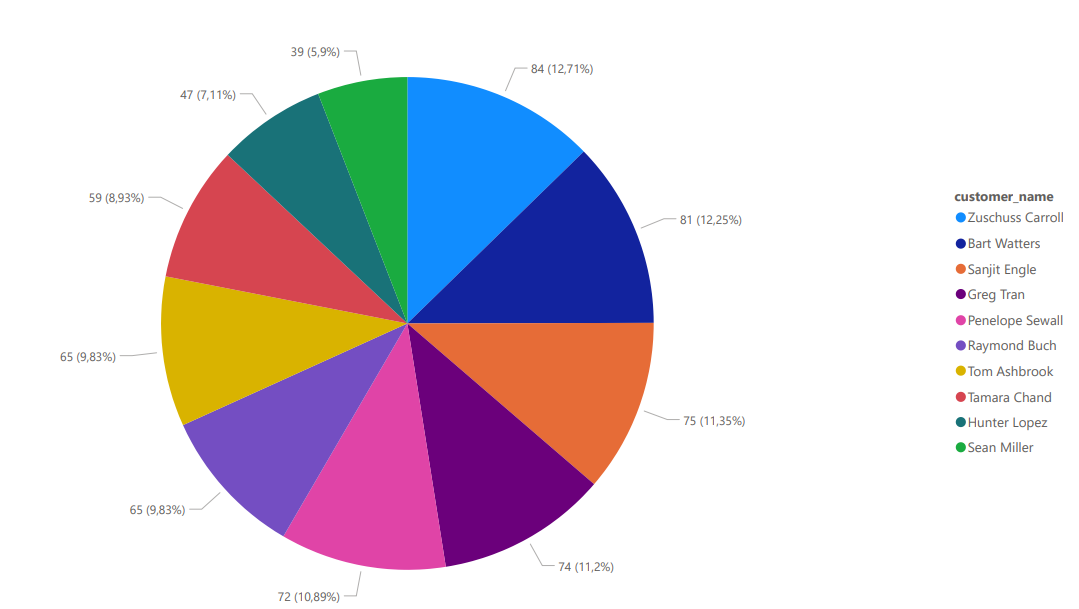 39 (5,9%)
84 (12,71%)
47 (7,11%)
59 (8,93%)
81 (12,25%)
65 (9,83%)
75 (11,35%)
65 (9,83%)
74 (11,2%)
72 (10,89%)
customer_name
Zuschuss Carroll
Bart Watters
Sanjit Engle
Greg Tran
Penelope Sewall
Raymond Buch
Tom Ashbrook
Tamara Chand
Hunter Lopez
Sean Miller